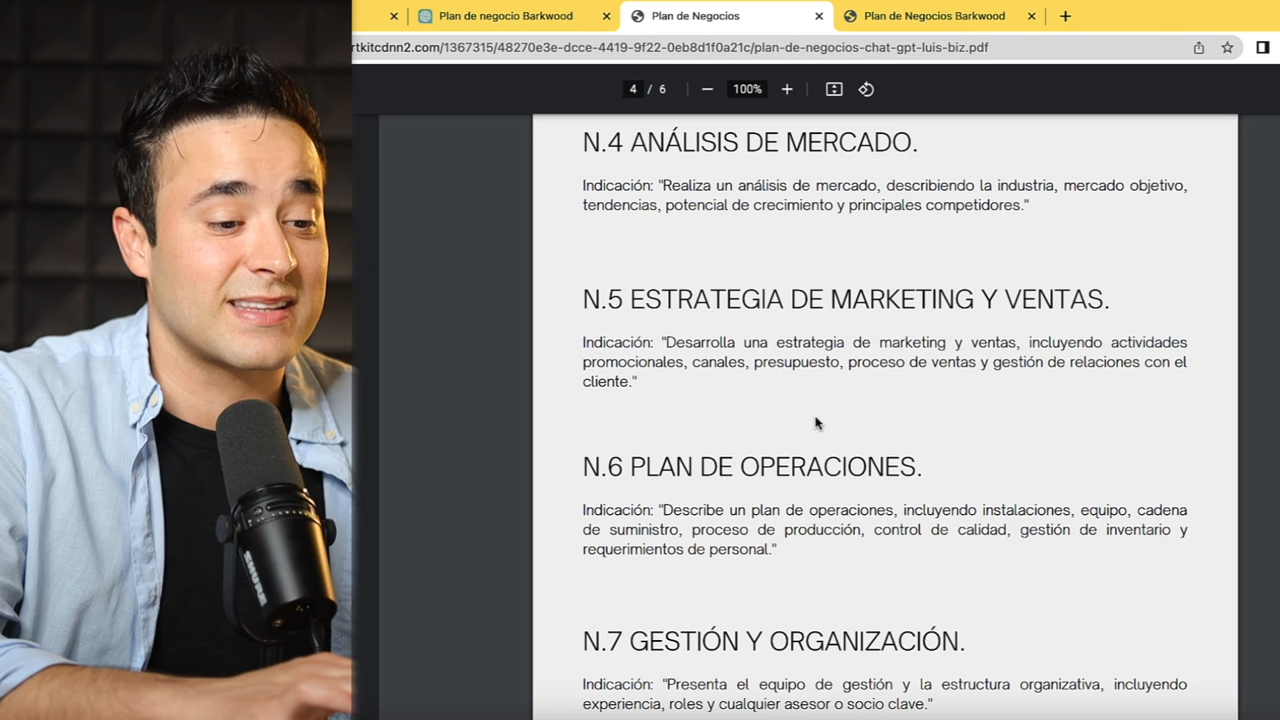 Plan de negocio Barkwood
Plan de Negocios
Plan de Negocios Barkwood
rtkitcdnn2.com/1367315/48270e3e-dcce-4419-9f22-0eb8d1f0a21c/plan-de-negocios-chat-gpt-luis-biz.pdf
4 / 6
100%
N.4 ANÁLISIS DE MERCADO.
Indicación: "Realiza un análisis de mercado, describiendo la industria, mercado objetivo,
tendencias, potencial de crecimiento y principales competidores."
N.5 ESTRATEGIA DE MARKETING Y VENTAS.
Indicación: "Desarrolla una estrategia de marketing y ventas, incluyendo actividades
promocionales, canales, presupuesto, proceso de ventas y gestión de relaciones con el
cliente."
N.6 PLAN DE OPERACIONES.
Indicación: "Describe un plan de operaciones, incluyendo instalaciones, equipo, cadena
de suministro, proceso de producción, control de calidad, gestión de inventario y
requerimientos de personal."
N.7 GESTIÓN Y ORGANIZACIÓN.
Indicación: "Presenta el equipo de gestión y la estructura organizativa, incluyendo
experiencia, roles y cualquier asesor o socio clave."
SHURE